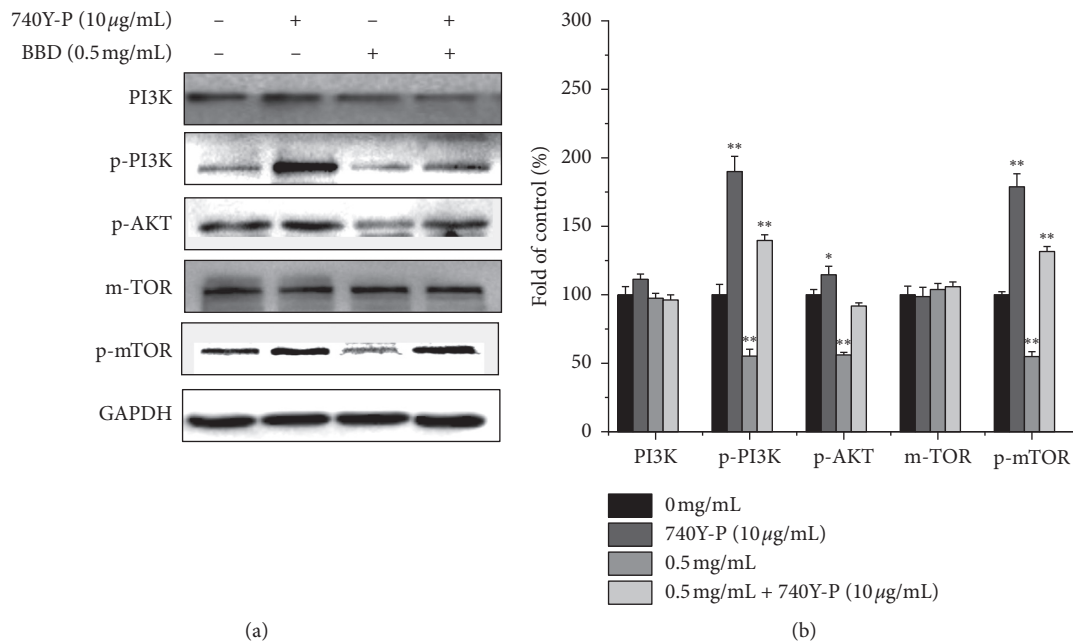 740Y-P (10 μg/mL) – + – +
BBD (0.5 mg/mL) – – + +
PI3K
p-PI3K
p-AKT
m-TOR
p-mTOR
GAPDH
(a)
Fold of control (%)
300
250
200
150
100
50
0
**
**
**
*
**
**
**
**
PI3K p-PI3K p-AKT m-TOR p-mTOR
0 mg/mL
740Y-P (10 μg/mL)
0.5 mg/mL
0.5 mg/mL + 740Y-P (10 μg/mL)
(b)